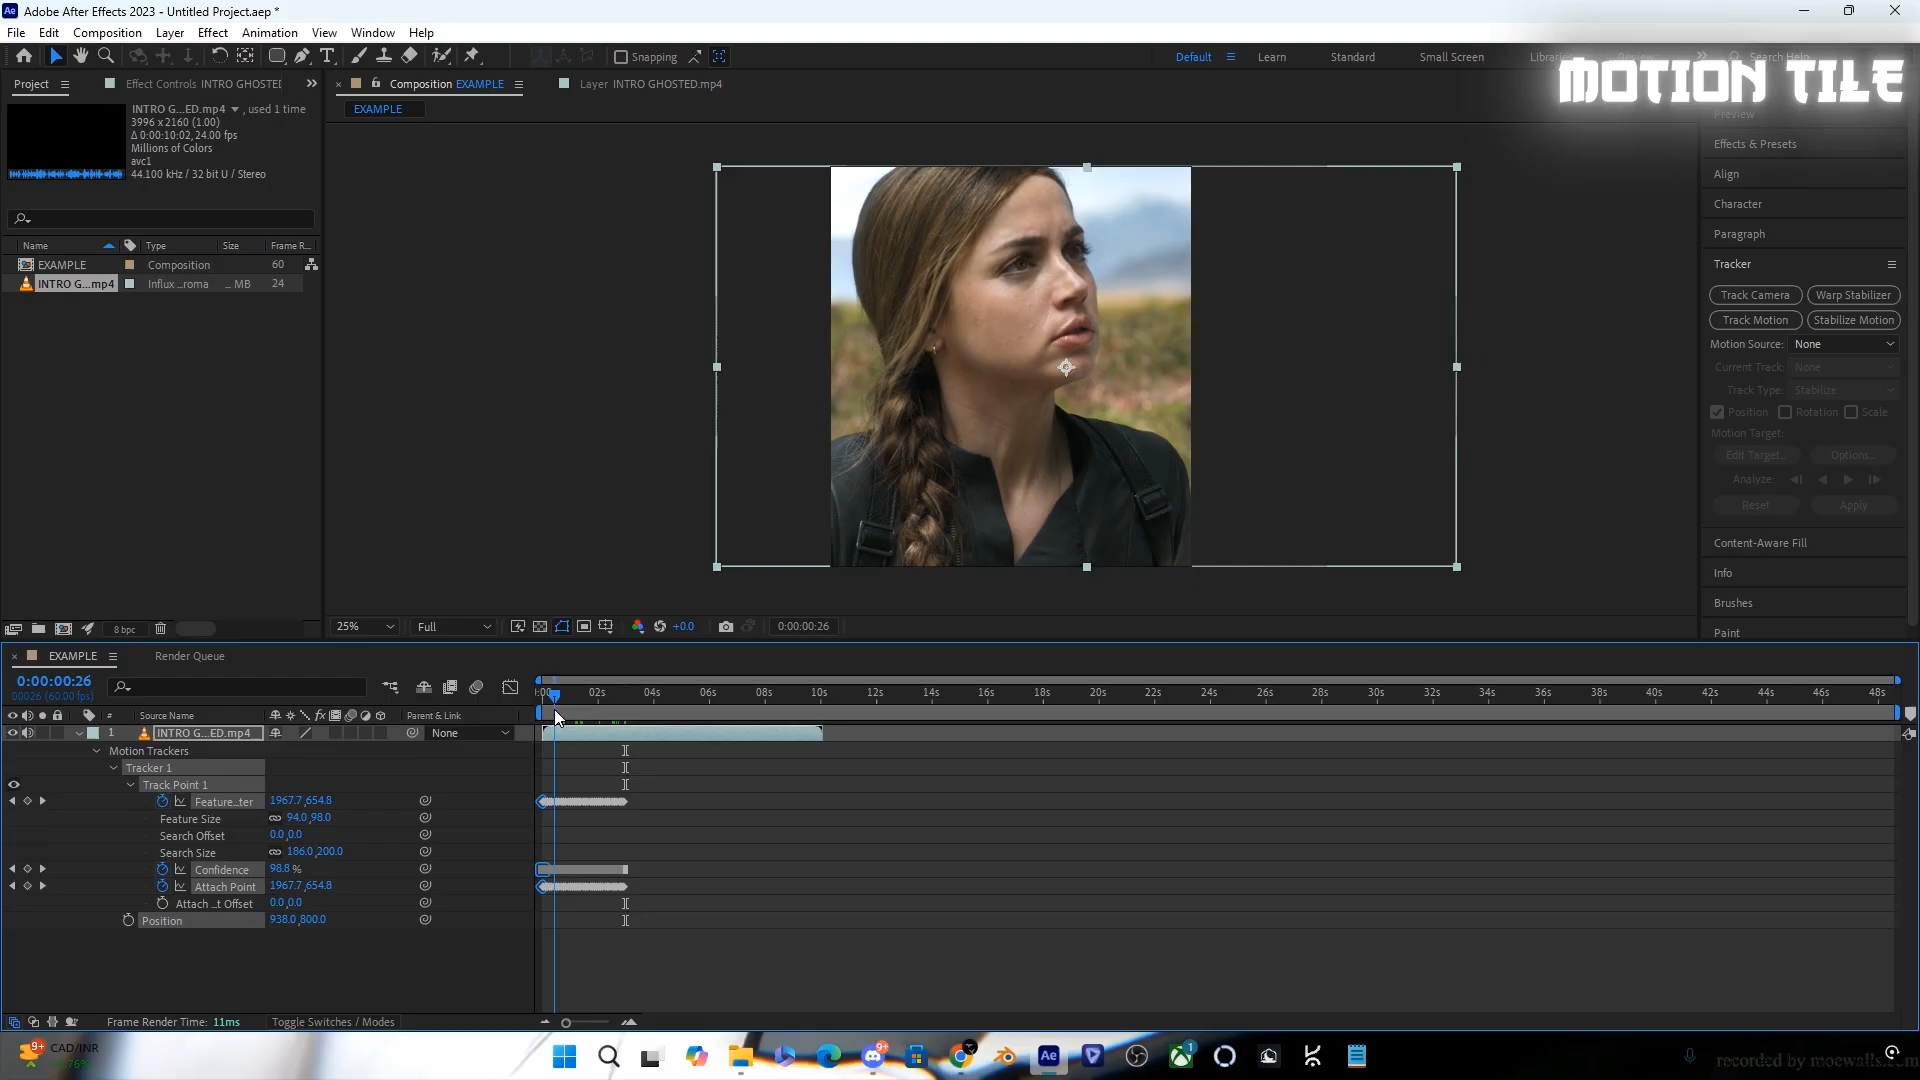 Adobe After Effects 2023 - Untitled Project.aep *
File Edit Composition Layer Effect Animation View Window Help
Snapping
Default Learn Standard Small Screen
Search Help
MOTION TILE
Project
Effect Controls INTRO GHOSTED
Composition EXAMPLE
Layer INTRO GHOSTED.mp4
INTRO G...ED.mp4 , used 1 time
3996 x 2160 (1.00)
Δ 0:00:10:02, 24.00 fps
Millions of Colors
avc1
44.100 kHz / 32 bit U / Stereo
EXAMPLE
Name Type Size Frame R...
EXAMPLE Composition 60
INTRO G...mp4 Influx ...roma ... MB 24
Preview
Effects & Presets
Align
Character
Paragraph
Tracker
Track Camera Warp Stabilizer
Track Motion Stabilize Motion
Motion Source: None
Current Track: None
Track Type: Stabilize
Position Rotation Scale
Motion Target:
Edit Target... Options...
Analyze:
Reset Apply
Content-Aware Fill
Info
Brushes
Paint
8 bpc
25% Full +0.0 0:00:00:26
EXAMPLE Render Queue
0:00:00:26
00026 (60.00 fps)
:00 02s 04s 06s 08s 10s 12s 14s 16s 18s 20s 22s 24s 26s 28s 30s 32s 34s 36s 38s 40s 42s 44s 46s 48s
# Source Name fx Parent & Link
1 INTRO G...ED.mp4 None
Motion Trackers
Tracker 1
Track Point 1
Feature...ter 1967.7,654.8
Feature Size 94.0,98.0
Search Offset 0.0,0.0
Search Size 186.0,200.0
Confidence 98.8 %
Attach Point 1967.7,654.8
Attach ...t Offset 0.0,0.0
Position 938.0,800.0
Frame Render Time: 11ms Toggle Switches / Modes
CAD/INR
recorded by moewalls.com